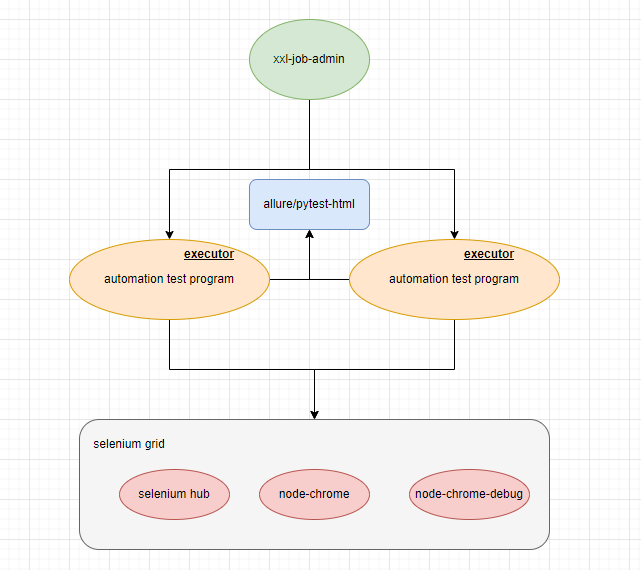 xxl-job-admin
allure/pytest-html
executor
automation test program
executor
automation test program
selenium grid
selenium hub
node-chrome
node-chrome-debug